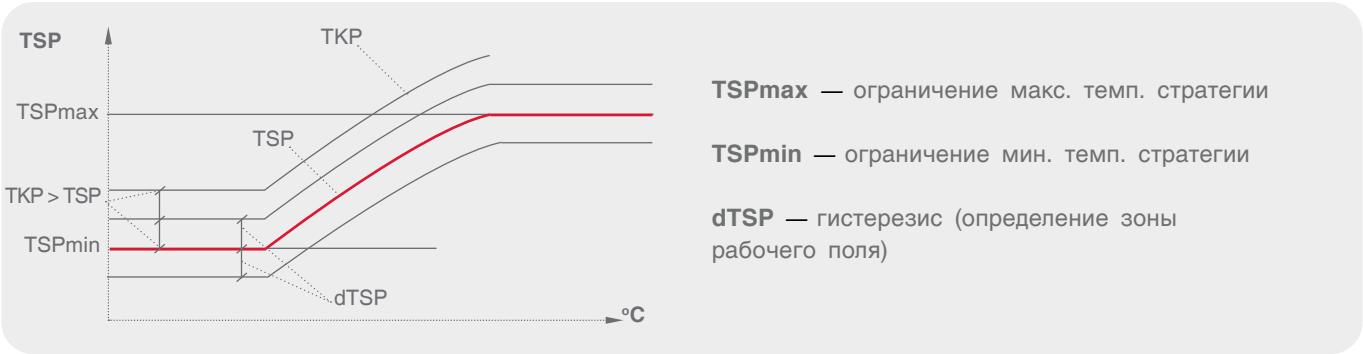 TSP
TKP
TSPmax
TSP
TKP > TSP
TSPmin
dTSP
ºC
TSPmax — ограничение макс. темп. стратегии
TSPmin — ограничение мин. темп. стратегии
dTSP — гистерезис (определение зоны
рабочего поля)